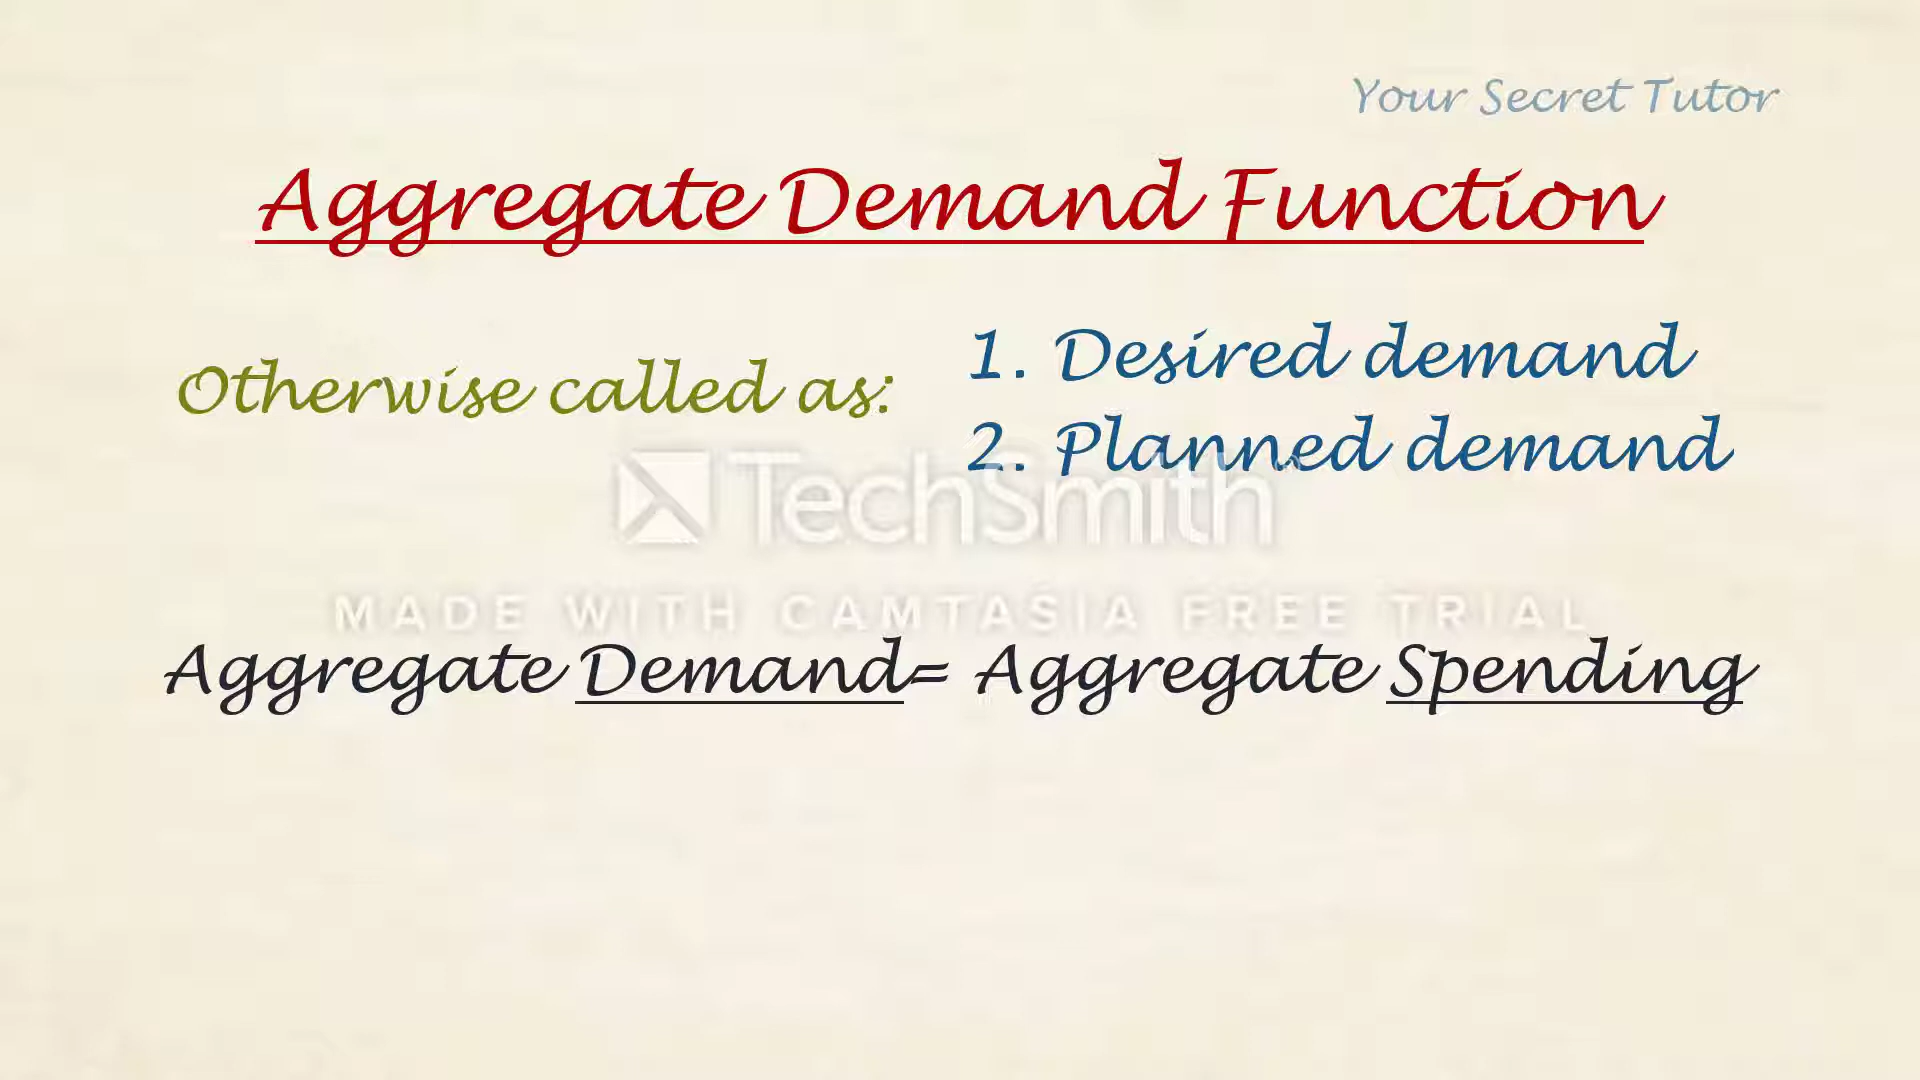 Your Secret Tutor
Aggregate Demand Function
Otherwise called as:
1. Desired demand
2. Planned demand
TechSmith
MADE WITH CAMTASIA FREE TRIAL
Aggregate Demand= Aggregate Spending